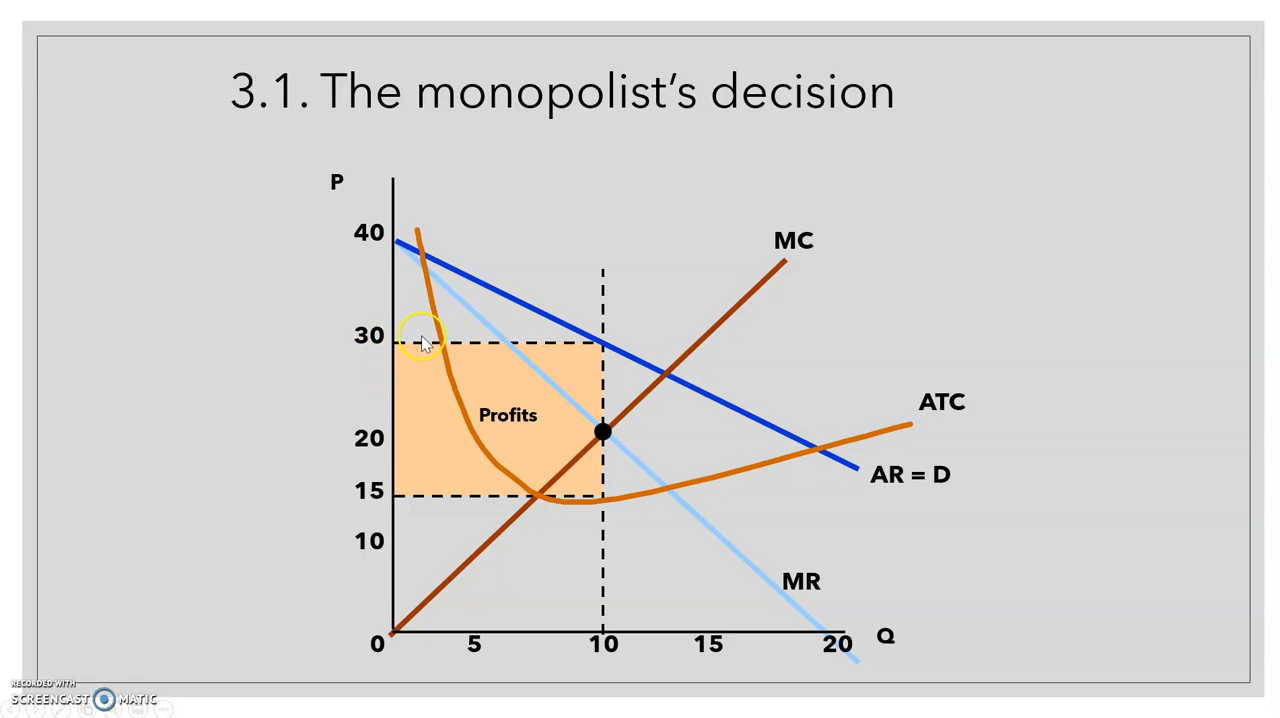 3.1. The monopolist's decision
P
40
MC
30
ATC
Profits
20
AR = D
15
10
MR
0 5 10 15 20 Q
RECORDED WITH
SCREENCAST MATIC